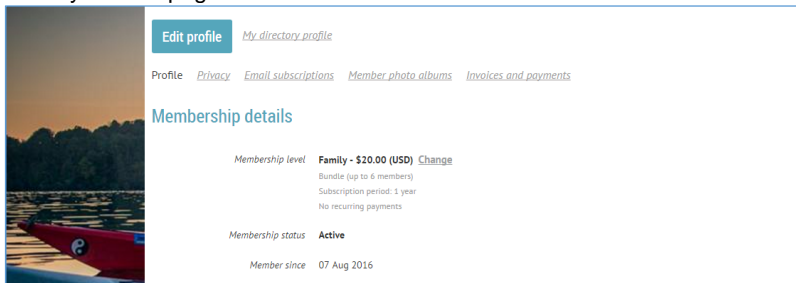 Edit profile My directory profile
Profile Privacy Email subscriptions Member photo albums Invoices and payments
Membership details
Membership level Family - $20.00 (USD) Change
Bundle (up to 6 members)
Subscription period: 1 year
No recurring payments
Membership status Active
Member since 07 Aug 2016